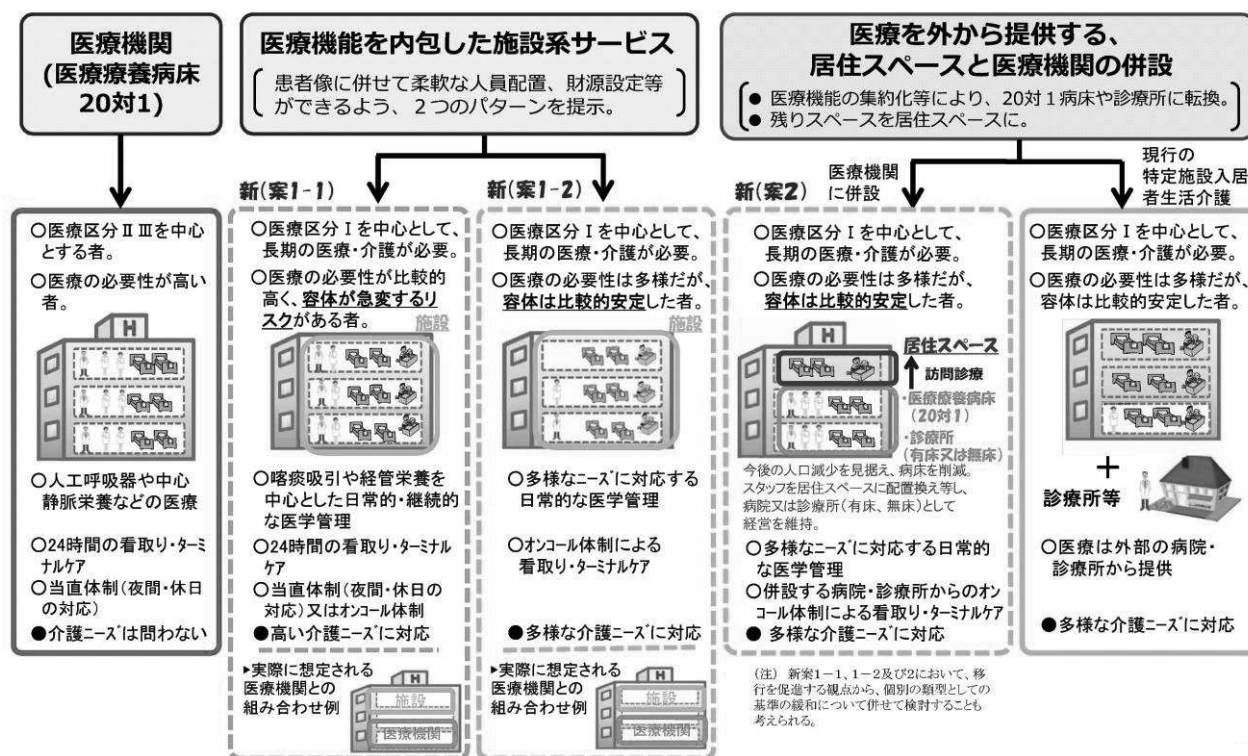 医療機関
(医療療養病床
20対1)
医療機能を内包した施設系サービス
患者像に併せて柔軟な人員配置、財源設定等
ができるよう、２つのパターンを提示。
医療を外から提供する、
居住スペースと医療機関の併設
● 医療機能の集約化等により、20対１病床や診療所に転換。
● 残りスペースを居住スペースに。
○医療区分ⅡⅢを中心
とする者。
○医療の必要性が高い
者。
H
○人工呼吸器や中心
静脈栄養などの医療
○24時間の看取り・ターミ
ナルケア
○当直体制(夜間・休日
の対応)
●介護ニーズは問わない
新(案1-1)
○医療区分Ⅰを中心として、
長期の医療・介護が必要。
○医療の必要性が比較的
高く、容体が急変するリ
スクがある者。
施設
○喀痰吸引や経管栄養を
中心とした日常的・継続的
な医学管理
○24時間の看取り・ターミナル
ケア
○当直体制(夜間・休日の
対応)又はオンコール体制
●高い介護ニーズに対応
▶実際に想定される
医療機関との
組み合わせ例
施設
医療機関
新(案1-2)
○医療区分Ⅰを中心として、
長期の医療・介護が必要。
○医療の必要性は多様だが、
容体は比較的安定した者。
施設
○多様なニーズに対応する
日常的な医学管理
○オンコール体制による
看取り・ターミナルケア
●多様な介護ニーズに対応
▶実際に想定される
医療機関との
組み合わせ例
施設
医療機関
新(案2)
医療機関
に併設
○医療区分Ⅰを中心として、
長期の医療・介護が必要。
○医療の必要性は多様だが、
容体は比較的安定した者。
H
居住スペース
訪問診療
・医療療養病床
(20対1)
・診療所
(有床又は無床)
今後の人口減少を見据え、病床を削減。
スタッフを居住スペースに配置換え等し、
病院又は診療所(有床、無床)として
経営を維持。
○多様なニーズに対応する日常的
な医学管理
○併設する病院・診療所からのオン
コール体制による看取り・ターミナルケア
● 多様な介護ニーズに対応
(注) 新案1－1、1－2及び2において、移
行を促進する観点から、個別の類型としての
基準の緩和について併せて検討することも
考えられる。
現行の
特定施設入居
者生活介護
○医療区分Ⅰを中心として、
長期の医療・介護が必要。
○医療の必要性は多様だが、
容体は比較的安定した者。
＋
診療所等
○医療は外部の病院・
診療所から提供
●多様な介護ニーズに対応